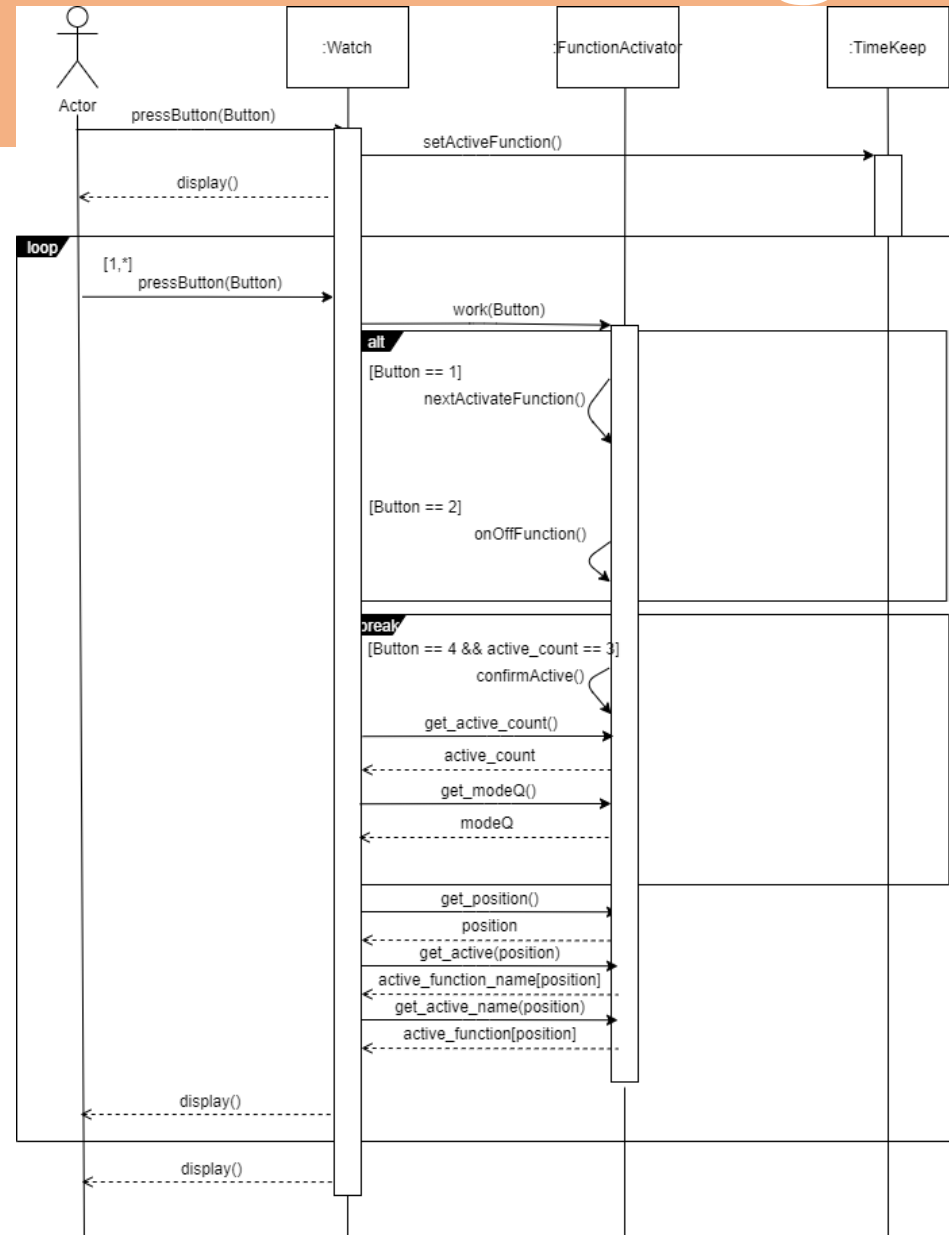 :Watch
:FunctionActivator
:TimeKeep
Actor
pressButton(Button)
setActiveFunction()
display()
loop
[1,*]
pressButton(Button)
work(Button)
alt
[Button == 1]
nextActivateFunction()
[Button == 2]
onOffFunction()
break
[Button == 4 && active_count == 3]
confirmActive()
get_active_count()
active_count
get_modeQ()
modeQ
get_position()
position
get_active(position)
active_function_name[position]
get_active_name(position)
active_function[position]
display()
display()